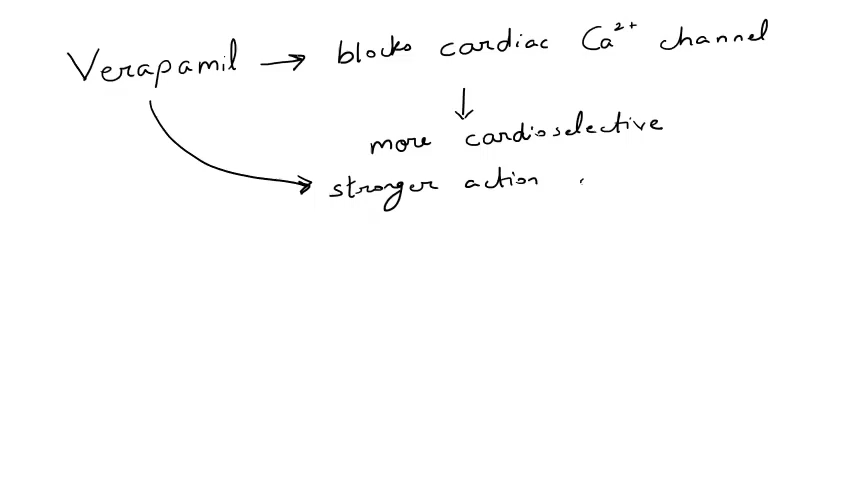 Verapamil → blocks cardiac Ca²⁺ channel
↓
more cardioselective
→ stronger action